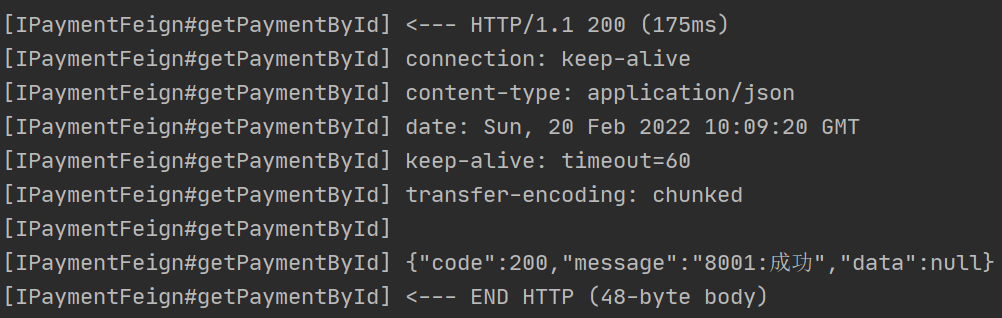 [IPaymentFeign#getPaymentById] <--- HTTP/1.1 200 (175ms)
[IPaymentFeign#getPaymentById] connection: keep-alive
[IPaymentFeign#getPaymentById] content-type: application/json
[IPaymentFeign#getPaymentById] date: Sun, 20 Feb 2022 10:09:20 GMT
[IPaymentFeign#getPaymentById] keep-alive: timeout=60
[IPaymentFeign#getPaymentById] transfer-encoding: chunked
[IPaymentFeign#getPaymentById]
[IPaymentFeign#getPaymentById] {"code":200,"message":"8001:成功","data":null}
[IPaymentFeign#getPaymentById] <--- END HTTP (48-byte body)